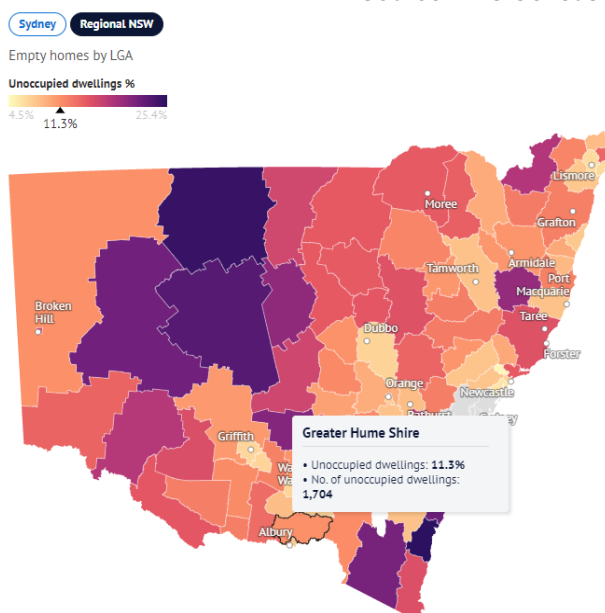 Sydney
Regional NSW
Empty homes by LGA
Unoccupied dwellings %
4.5%
25.4%
11.3%
Lismore
Moree
Grafton
Armidale
Tamworth
Port
Macquarie
Broken
Hill
Taree
Dubbo
Forster
Orange
Newcastle
Griffith
Greater Hume Shire
• Unoccupied dwellings: 11.3%
• No. of unoccupied dwellings:
1,704
Albury